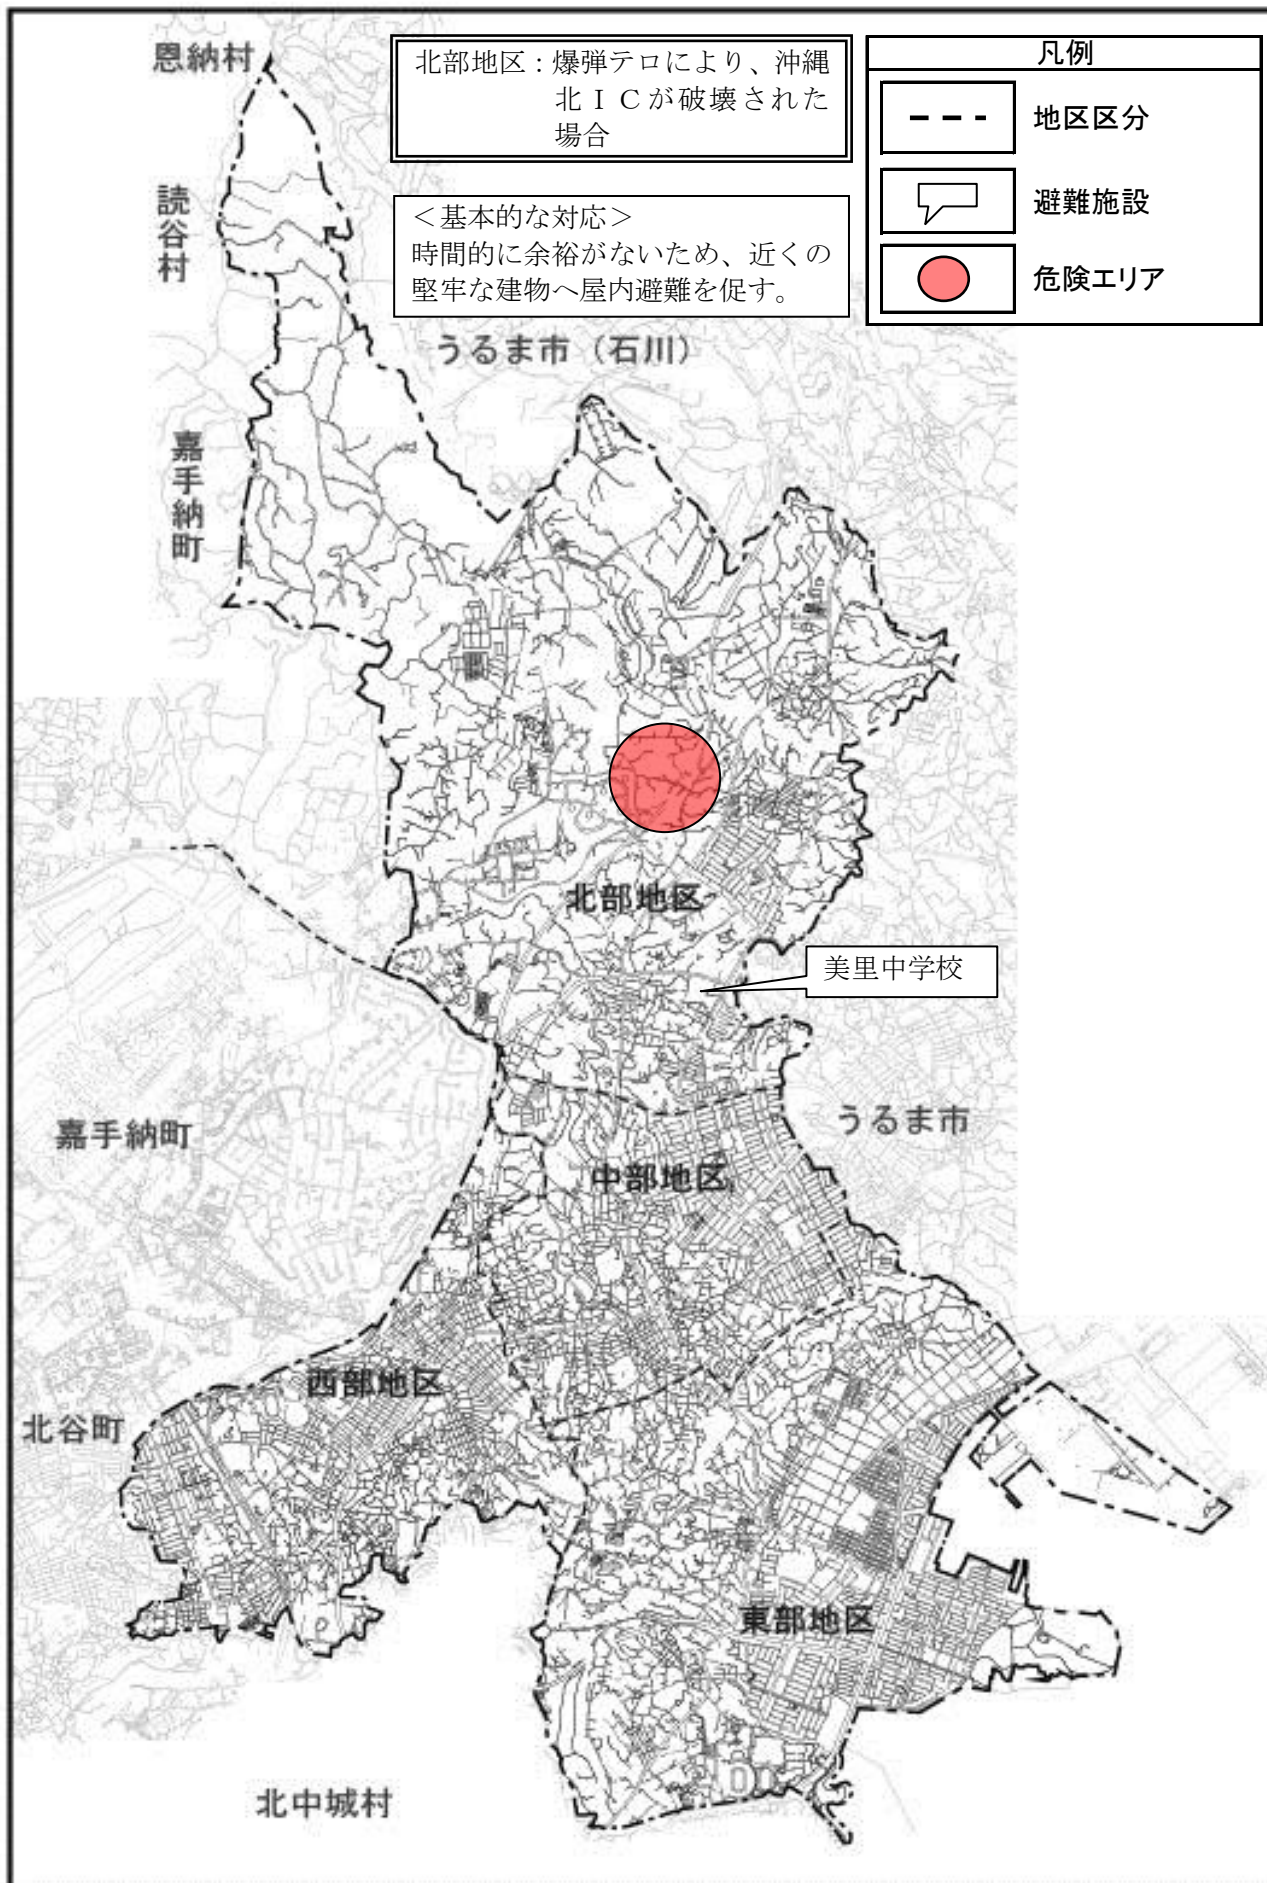 恩納村
北部地区：爆弾テロにより、沖縄
北ＩＣが破壊された
場合
凡例
地区区分
避難施設
危険エリア
＜基本的な対応＞
時間的に余裕がないため、近くの
堅牢な建物へ屋内避難を促す。
読谷村
うるま市（石川）
嘉手納町
北部地区
美里中学校
嘉手納町
うるま市
中部地区
西部地区
北谷町
東部地区
北中城村